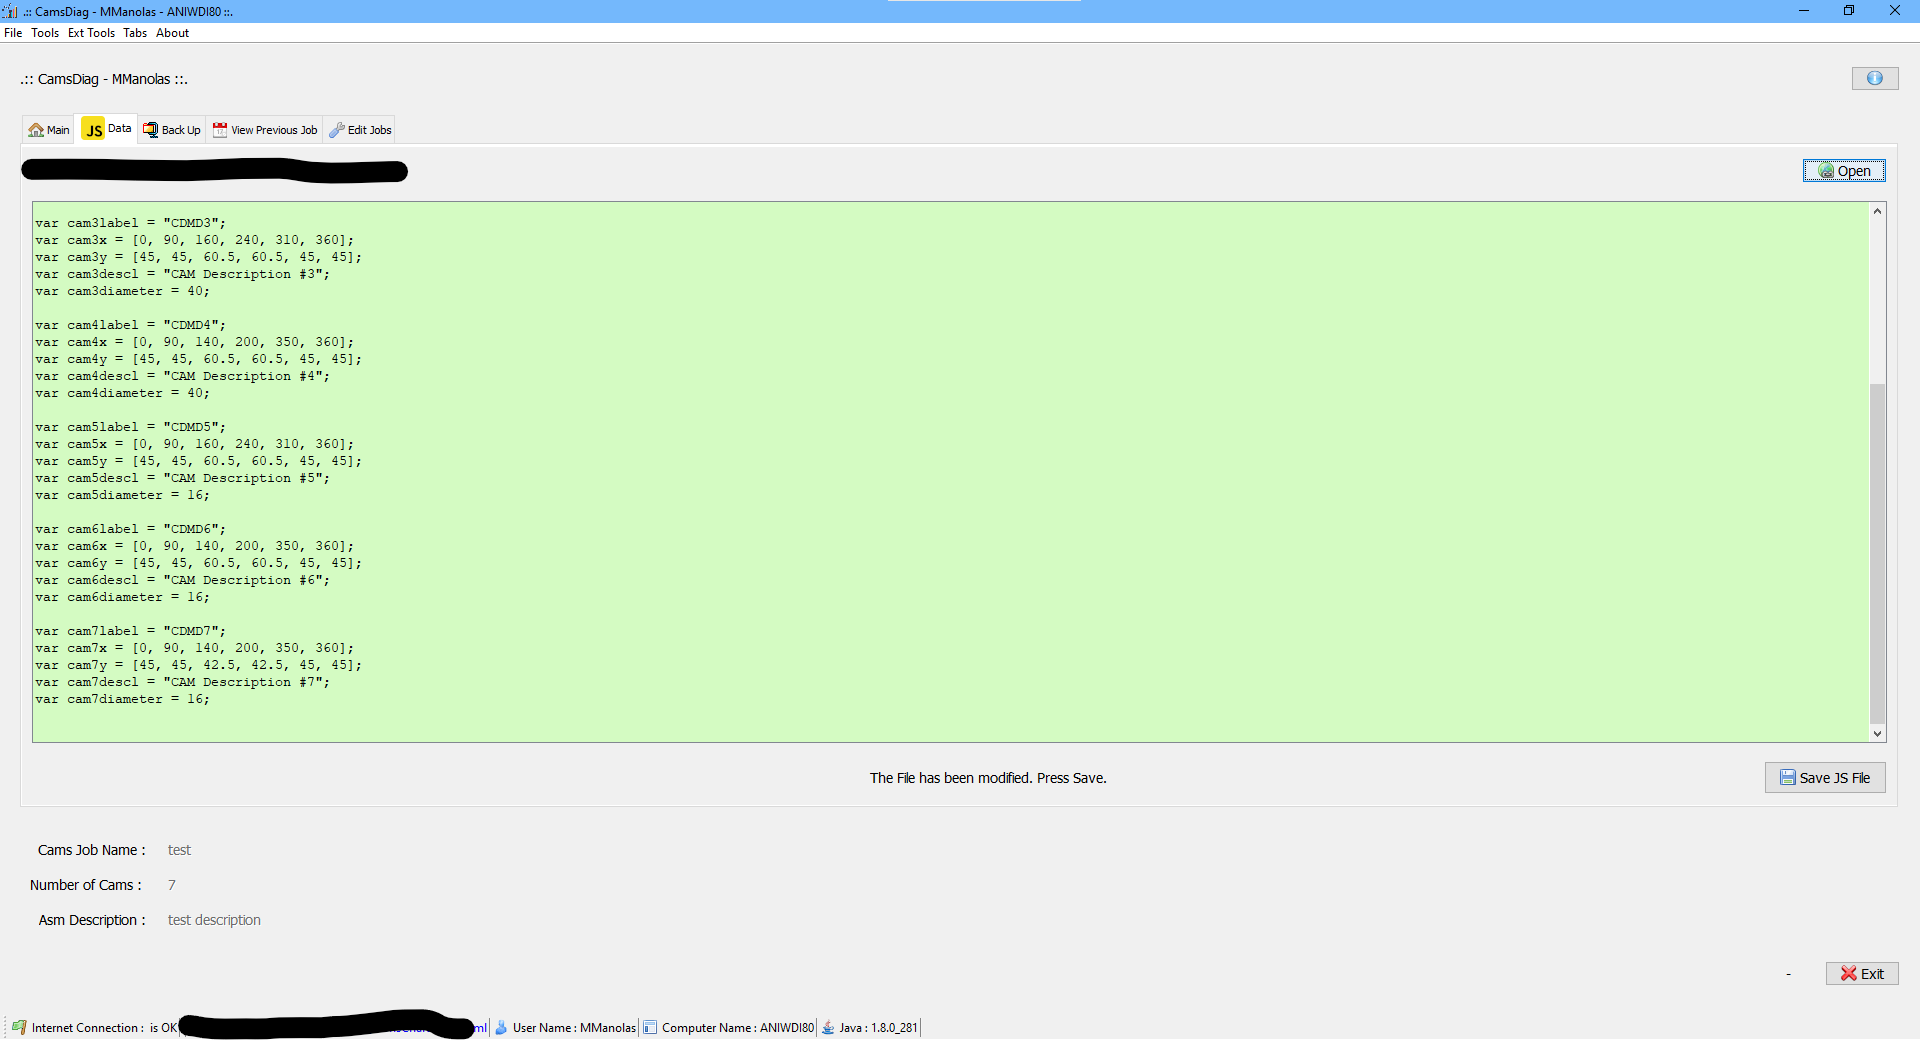 .:: CamsDiag - MManolas - ANIWDI80 ::.
File Tools Ext Tools Tabs About
.:: CamsDiag - MManolas ::.
Main JS Data Back Up View Previous Job Edit Jobs
Open
var cam3label = "CDMD3";
var cam3x = [0, 90, 160, 240, 310, 360];
var cam3y = [45, 45, 60.5, 60.5, 45, 45];
var cam3desc1 = "CAM Description #3";
var cam3diameter = 40;
var cam4label = "CDMD4";
var cam4x = [0, 90, 140, 200, 350, 360];
var cam4y = [45, 45, 60.5, 60.5, 45, 45];
var cam4desc1 = "CAM Description #4";
var cam4diameter = 40;
var cam5label = "CDMD5";
var cam5x = [0, 90, 160, 240, 310, 360];
var cam5y = [45, 45, 60.5, 60.5, 45, 45];
var cam5desc1 = "CAM Description #5";
var cam5diameter = 16;
var cam6label = "CDMD6";
var cam6x = [0, 90, 140, 200, 350, 360];
var cam6y = [45, 45, 60.5, 60.5, 45, 45];
var cam6desc1 = "CAM Description #6";
var cam6diameter = 16;
var cam7label = "CDMD7";
var cam7x = [0, 90, 140, 200, 350, 360];
var cam7y = [45, 45, 42.5, 42.5, 45, 45];
var cam7desc1 = "CAM Description #7";
var cam7diameter = 16;
The File has been modified. Press Save.
Save JS File
Cams Job Name : test
Number of Cams : 7
Asm Description : test description
- Exit
Internet Connection : is OK ml User Name : MManolas Computer Name : ANIWDI80 Java : 1.8.0_281